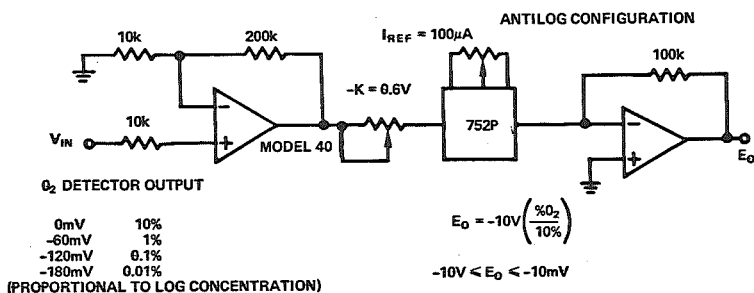 ANTILOG CONFIGURATION
10k
200k
I_REF = 100μA
100k
–K = 0.6V
10k
V_IN
–
+
MODEL 40
752P
–
+
E_O
O₂ DETECTOR OUTPUT
0mV 10%
–60mV 1%
–120mV 0.1%
–180mV 0.01%
(PROPORTIONAL TO LOG CONCENTRATION)
E_O = –10V (%O₂ / 10%)
–10V ≤ E_O ≤ –10mV